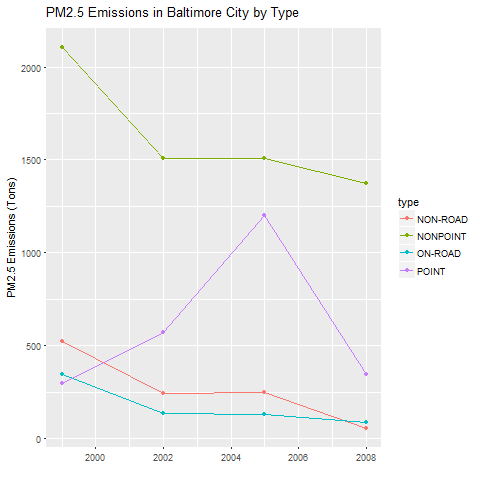 PM2.5 Emissions in Baltimore City by Type
PM2.5 Emissions (Tons)
2000
1500
1000
500
0
2000
2002
2004
2006
2008
type
NON-ROAD
NONPOINT
ON-ROAD
POINT